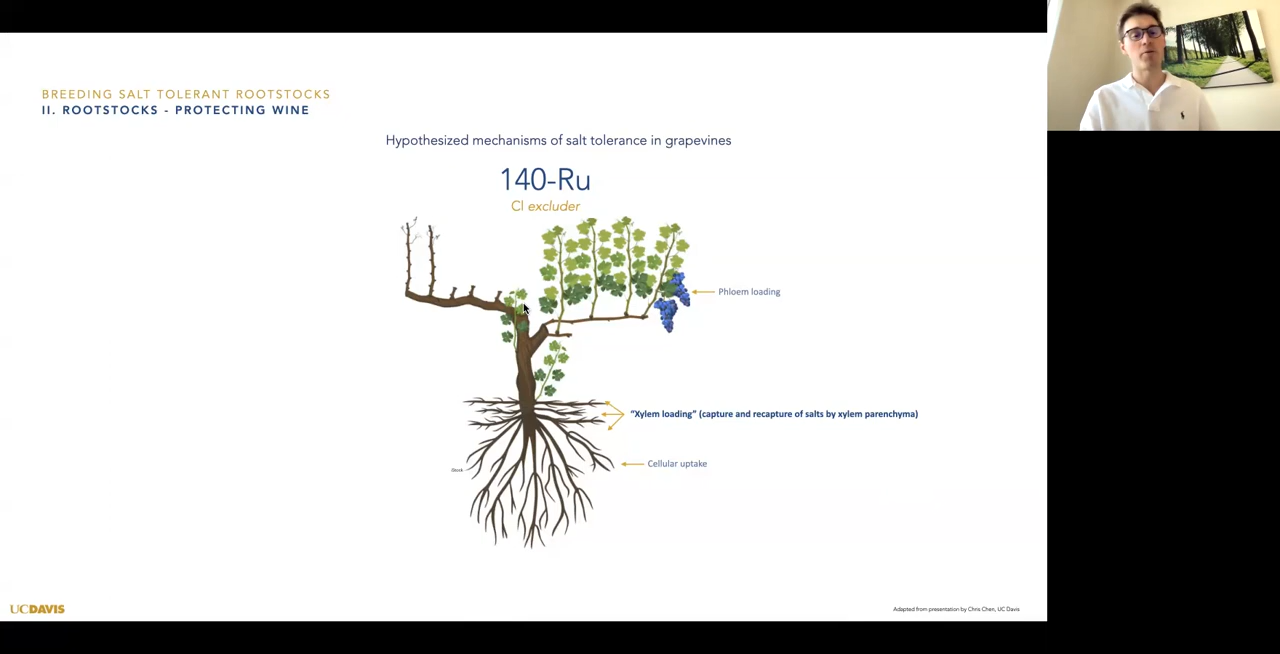 BREEDING SALT TOLERANT ROOTSTOCKS
II. ROOTSTOCKS - PROTECTING WINE
Hypothesized mechanisms of salt tolerance in grapevines
140-Ru
Cl excluder
Phloem loading
"Xylem loading" (capture and recapture of salts by xylem parenchyma)
Cellular uptake
UCDAVIS
Adapted from presentation by Chris Chen, UC Davis